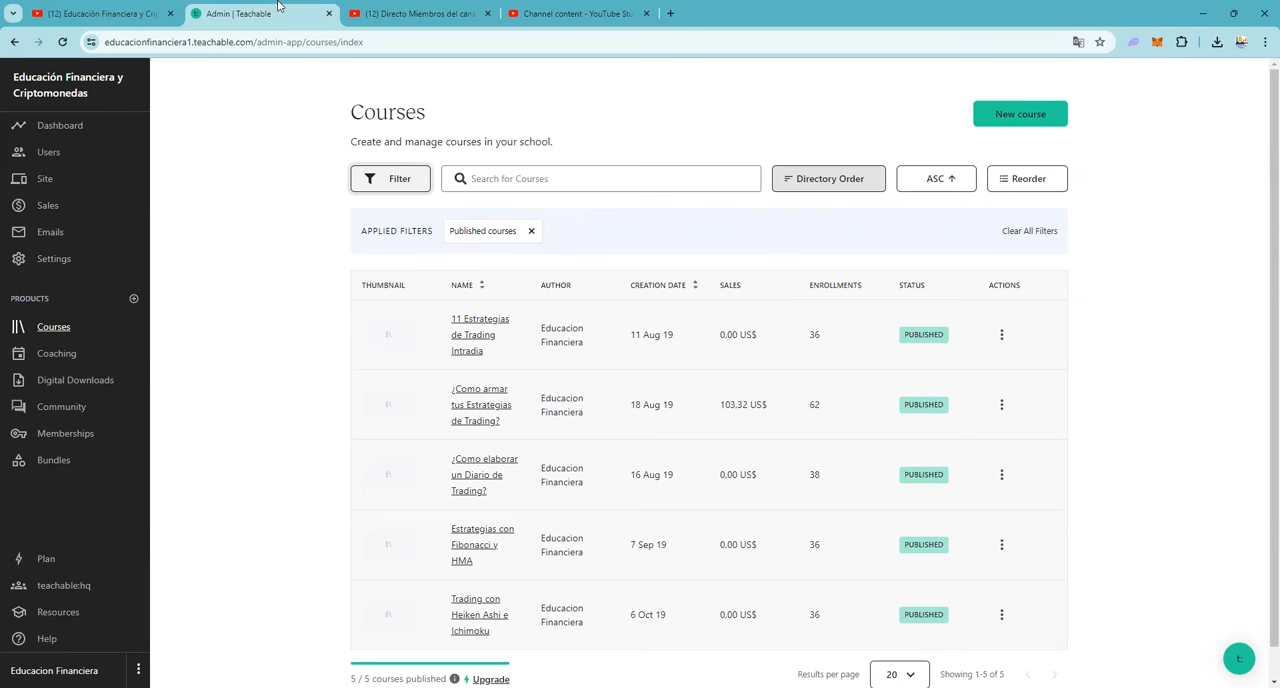 (12) Educación Financiera y Cri
Admin | Teachable
(12) Directo Miembros del cana
Channel content - YouTube Stu
educacionfinanciera1.teachable.com/admin-app/courses/index
Educación Financiera y
Criptomonedas
Dashboard
Users
Site
Sales
Emails
Settings
PRODUCTS
Courses
Coaching
Digital Downloads
Community
Memberships
Bundles
Plan
teachable:hq
Resources
Help
Educacion Financiera
Courses
New course
Create and manage courses in your school.
Filter
Search for Courses
Directory Order
ASC
Reorder
APPLIED FILTERS
Published courses
Clear All Filters
THUMBNAIL NAME AUTHOR CREATION DATE SALES ENROLLMENTS STATUS ACTIONS
11 Estrategias
de Trading
Intradia
Educacion
Financiera
11 Aug 19
0,00 US$
36
PUBLISHED
¿Como armar
tus Estrategias
de Trading?
Educacion
Financiera
18 Aug 19
103,32 US$
62
PUBLISHED
¿Como elaborar
un Diario de
Trading?
Educacion
Financiera
16 Aug 19
0,00 US$
38
PUBLISHED
Estrategias con
Fibonacci y
HMA
Educacion
Financiera
7 Sep 19
0,00 US$
36
PUBLISHED
Trading con
Heiken Ashi e
Ichimoku
Educacion
Financiera
6 Oct 19
0,00 US$
36
PUBLISHED
5 / 5 courses published
Upgrade
Results per page
20
Showing 1-5 of 5
t: